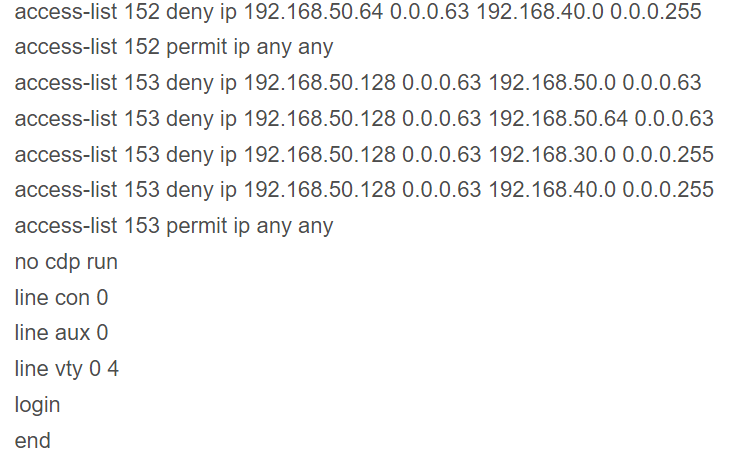 access-list 152 deny ip 192.168.50.64 0.0.0.63 192.168.40.0 0.0.0.255
access-list 152 permit ip any any
access-list 153 deny ip 192.168.50.128 0.0.0.63 192.168.50.0 0.0.0.63
access-list 153 deny ip 192.168.50.128 0.0.0.63 192.168.50.64 0.0.0.63
access-list 153 deny ip 192.168.50.128 0.0.0.63 192.168.30.0 0.0.0.255
access-list 153 deny ip 192.168.50.128 0.0.0.63 192.168.40.0 0.0.0.255
access-list 153 permit ip any any
no cdp run
line con 0
line aux 0
line vty 0 4
login
end